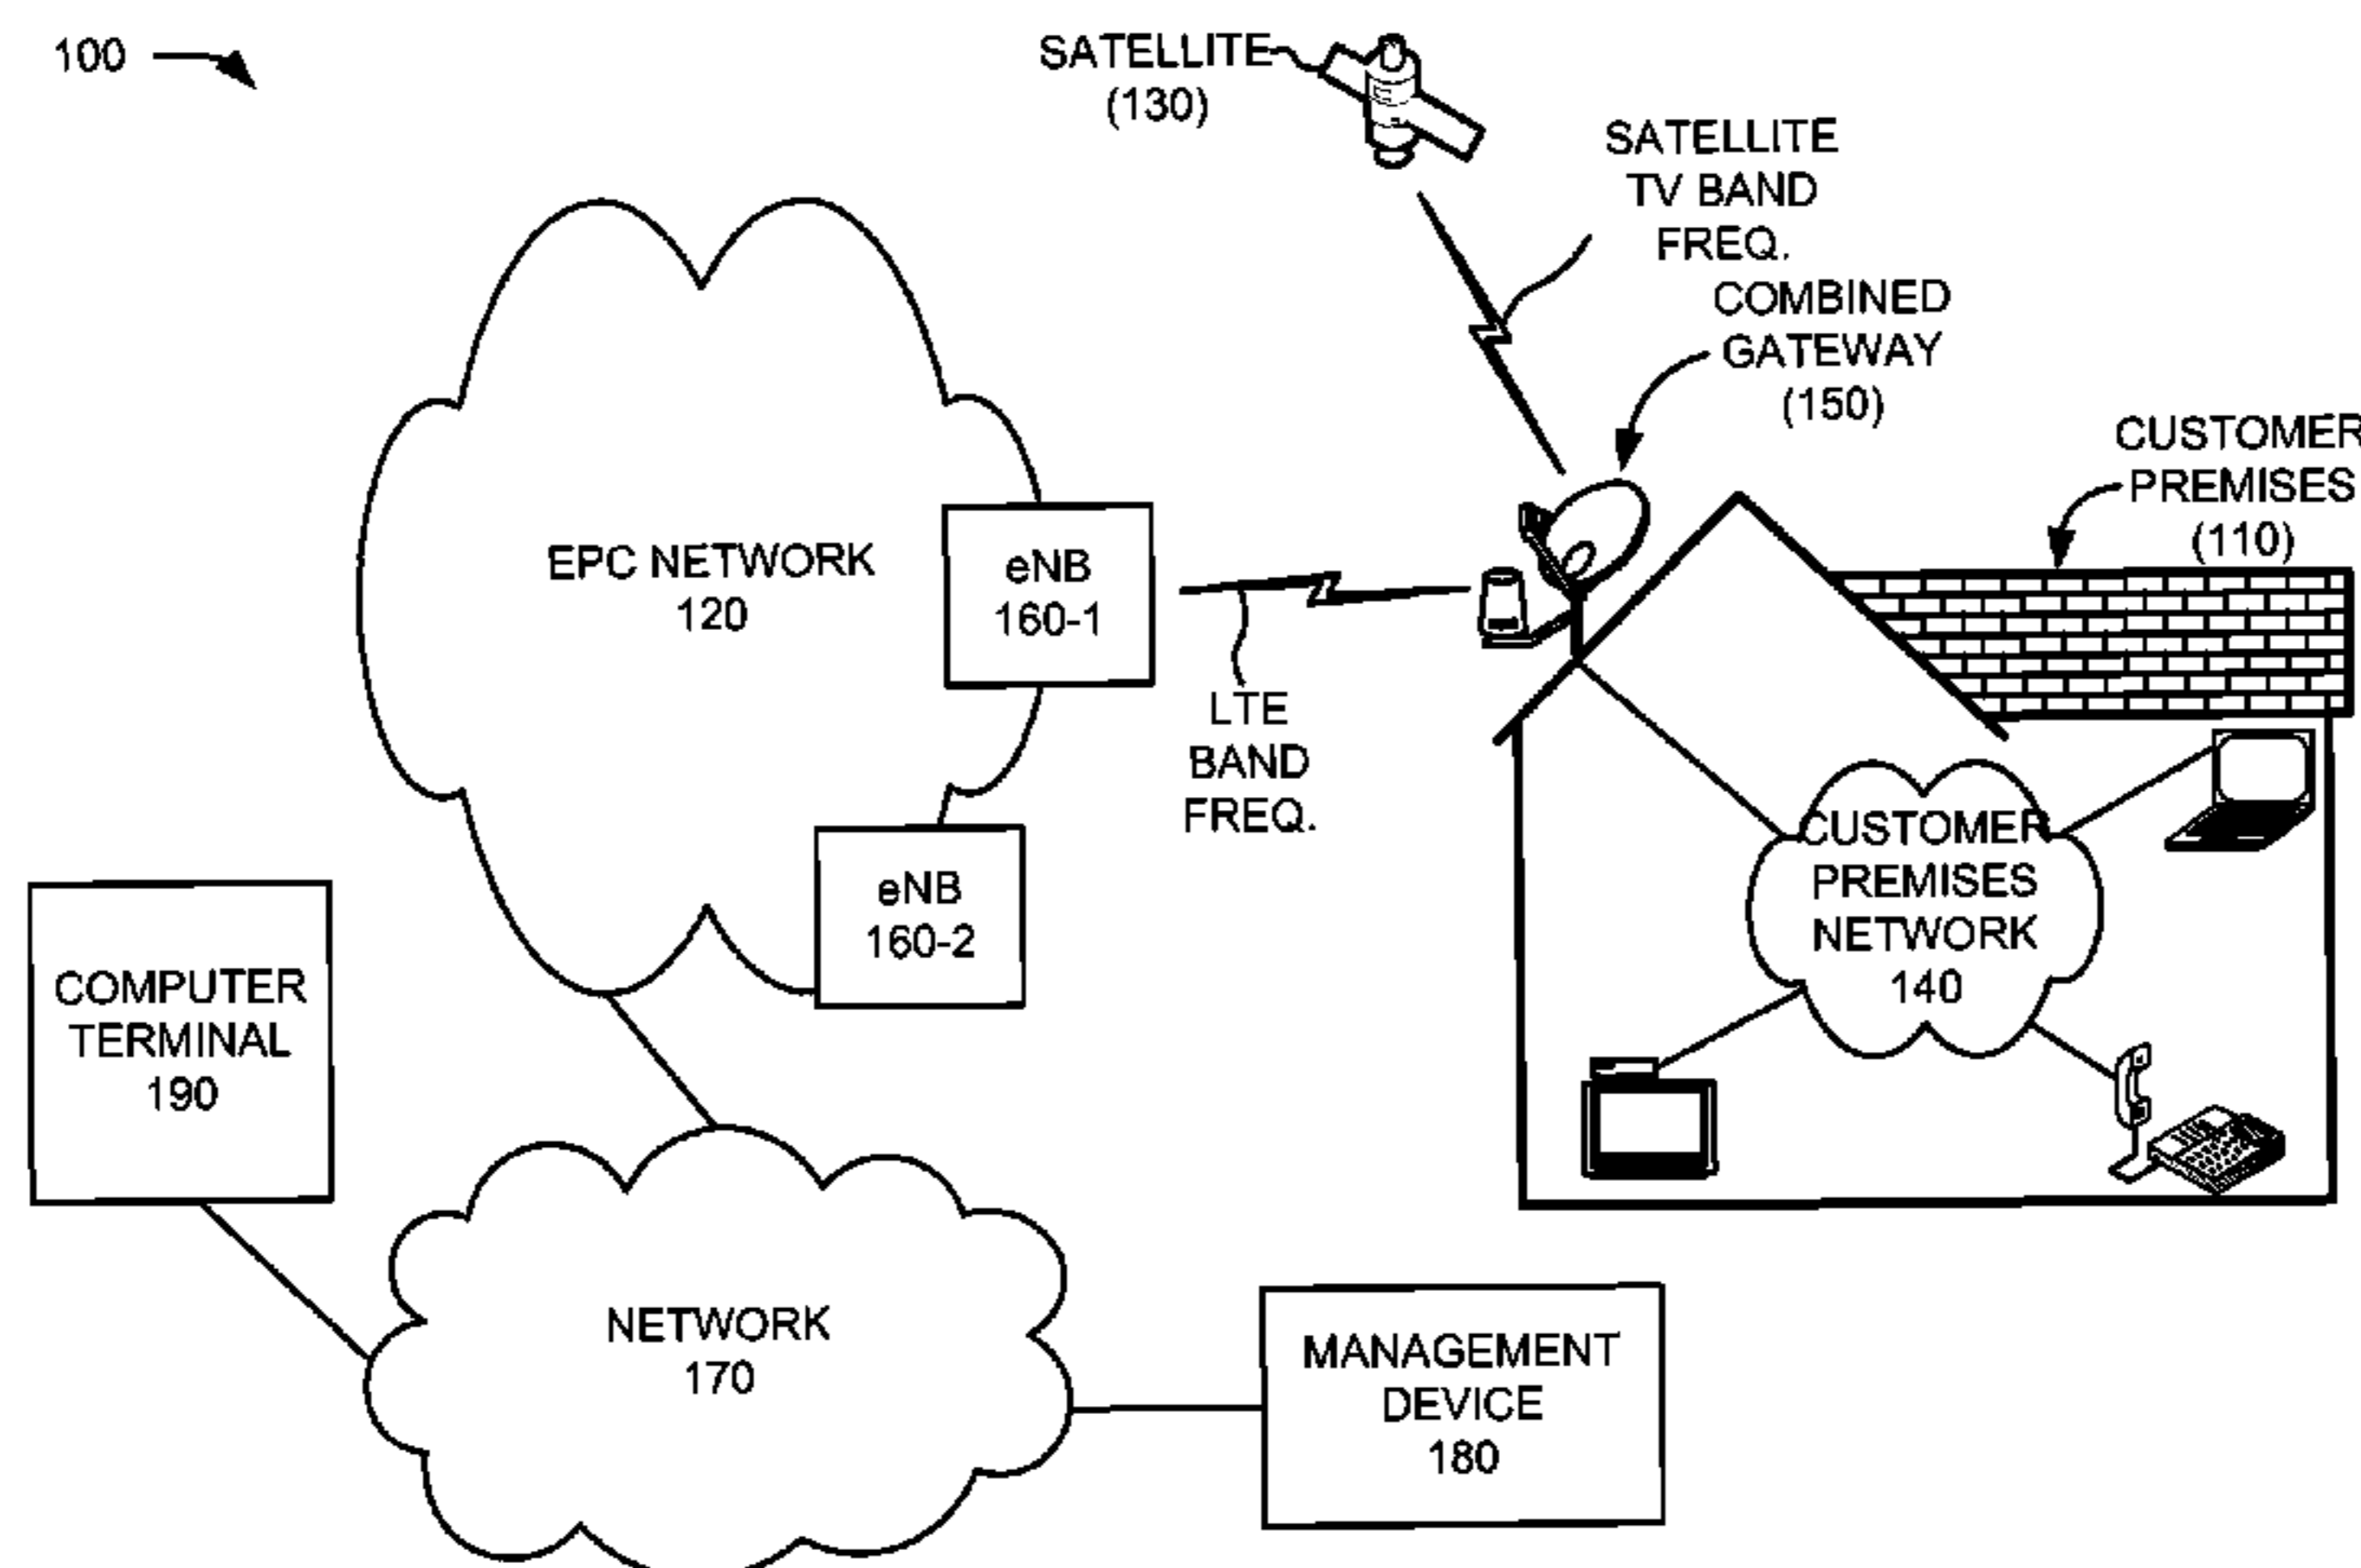 100
SATELLITE
(130)
SATELLITE
TV BAND
FREQ.
COMBINED
GATEWAY
(150)
CUSTOMER
PREMISES
(110)
EPC NETWORK
120
eNB
160-1
LTE
BAND
FREQ.
eNB
160-2
CUSTOMER
PREMISES
NETWORK
140
COMPUTER
TERMINAL
190
NETWORK
170
MANAGEMENT
DEVICE
180